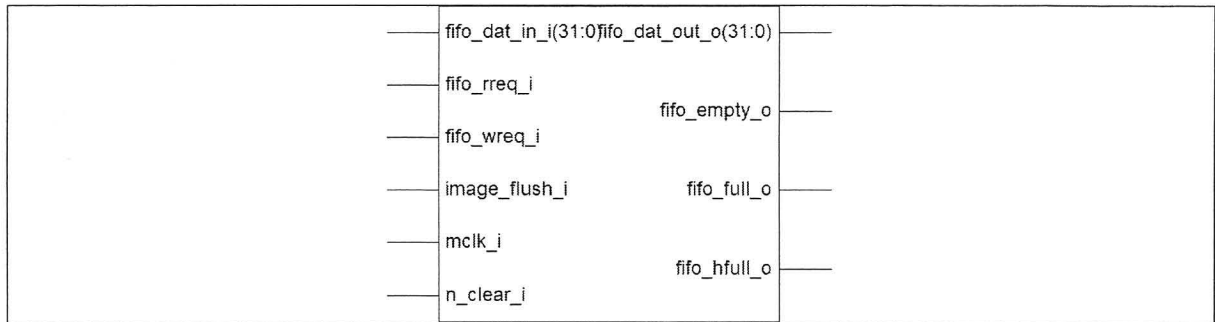 fifo_dat_in_i(31:0) fifo_dat_out_o(31:0)
fifo_rreq_i
fifo_empty_o
fifo_wreq_i
image_flush_i fifo_full_o
mclk_i
fifo_hfull_o
n_clear_i